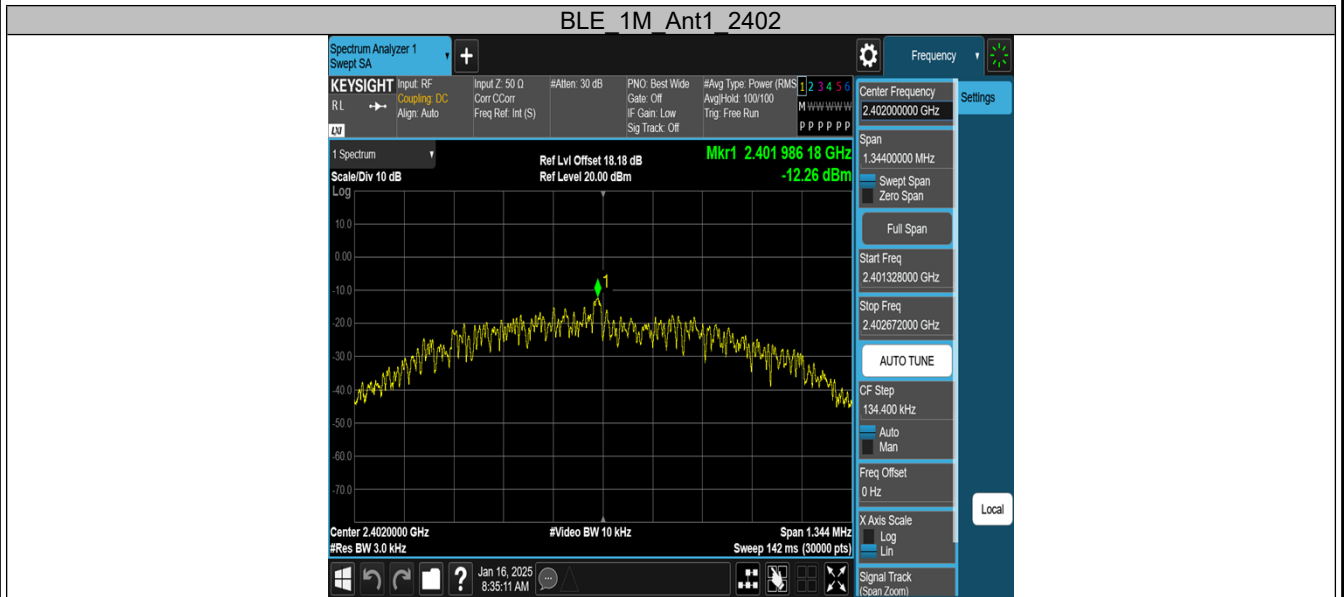 BLE_1M_Ant1_2402
Spectrum Analyzer 1
Swept SA
+
Frequency
KEYSIGHT
RL
LXI
Input: RF
Coupling: DC
Align: Auto
Input Z: 50 Ω
Corr CCorr
Freq Ref: Int (S)
#Atten: 30 dB
PNO: Best Wide
Gate: Off
IF Gain: Low
Sig Track: Off
#Avg Type: Power (RMS
Avg|Hold: 100/100
Trig: Free Run
1 2 3 4 5 6
M W W W W W
P P P P P P
1 Spectrum
Scale/Div 10 dB
Ref Lvl Offset 18.18 dB
Ref Level 20.00 dBm
Mkr1 2.401 986 18 GHz
-12.26 dBm
Log
10.0
0.00
-10.0
-20.0
-30.0
-40.0
-50.0
-60.0
-70.0
1
Center 2.4020000 GHz
#Res BW 3.0 kHz
#Video BW 10 kHz
Span 1.344 MHz
Sweep 142 ms (30000 pts)
Center Frequency
2.402000000 GHz
Settings
Span
1.34400000 MHz
Swept Span
Zero Span
Full Span
Start Freq
2.401328000 GHz
Stop Freq
2.402672000 GHz
AUTO TUNE
CF Step
134.400 kHz
Auto
Man
Freq Offset
0 Hz
X Axis Scale
Log
Lin
Local
Signal Track
(Span Zoom)
?
Jan 16, 2025
8:35:11 AM